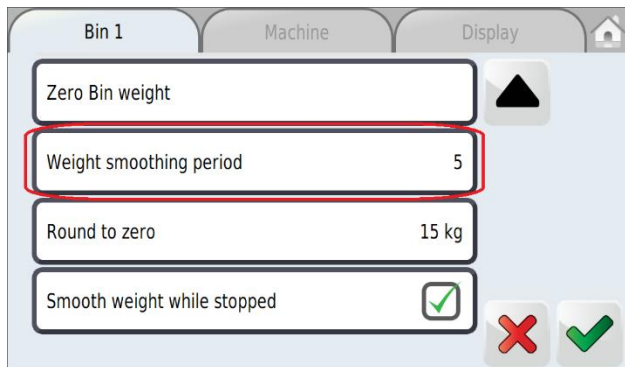 Bin 1
Machine
Display
Zero Bin weight
Weight smoothing period 5
Round to zero 15 kg
Smooth weight while stopped